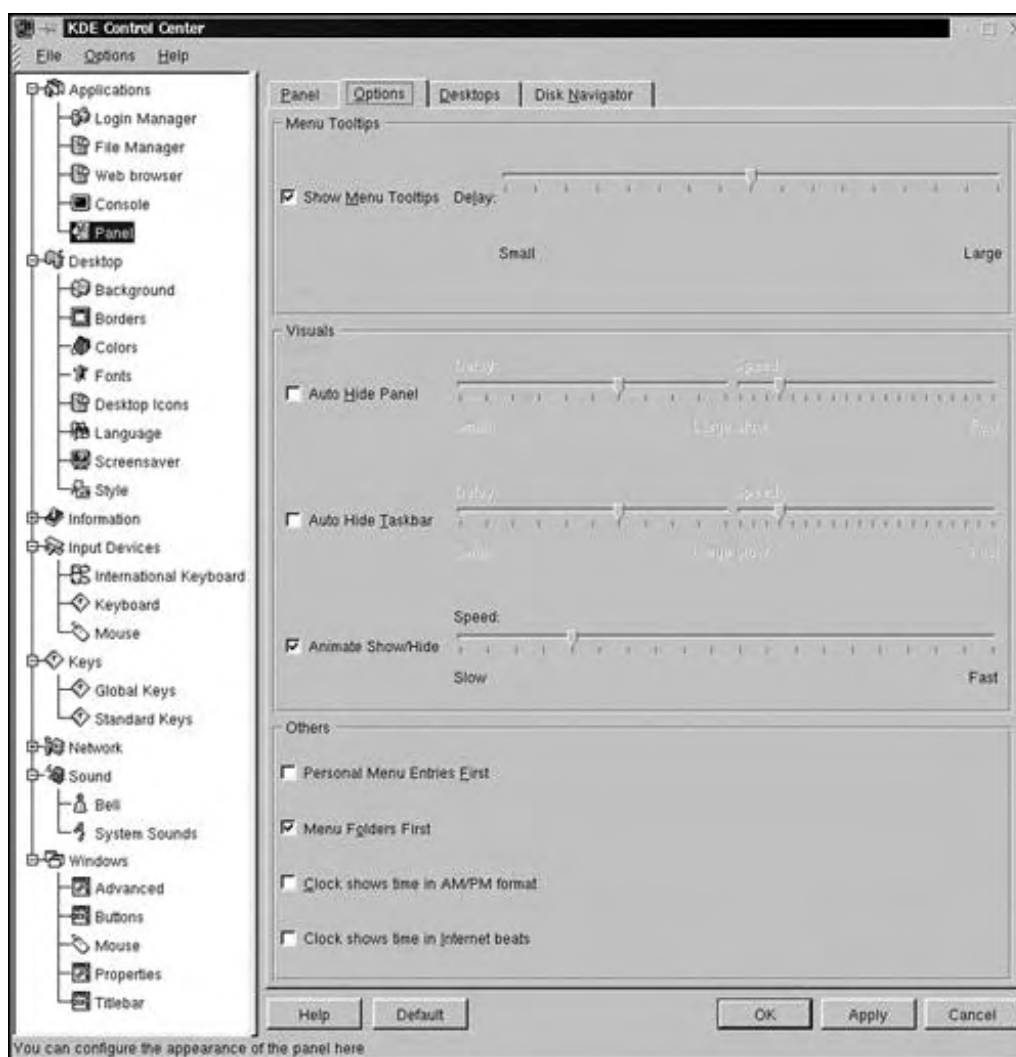 KDE Control Center
File Options Help
Applications
Login Manager
File Manager
Web browser
Console
Panel
Desktop
Background
Borders
Colors
Fonts
Desktop Icons
Language
Screensaver
Style
Information
Input Devices
International Keyboard
Keyboard
Mouse
Keys
Global Keys
Standard Keys
Network
Sound
Bell
System Sounds
Windows
Advanced
Buttons
Mouse
Properties
Titlebar
Panel Options Desktops Disk Navigator
Menu Tooltips
Show Menu Tooltips Delay:
Small Large
Visuals
Delay: Speed:
Auto Hide Panel
Small Large slow Fast
Delay: Speed:
Auto Hide Taskbar
Small Large slow Fast
Speed:
Animate Show/Hide
Slow Fast
Others
Personal Menu Entries First
Menu Folders First
Clock shows time in AM/PM format
Clock shows time in Internet beats
Help Default OK Apply Cancel
You can configure the appearance of the panel here